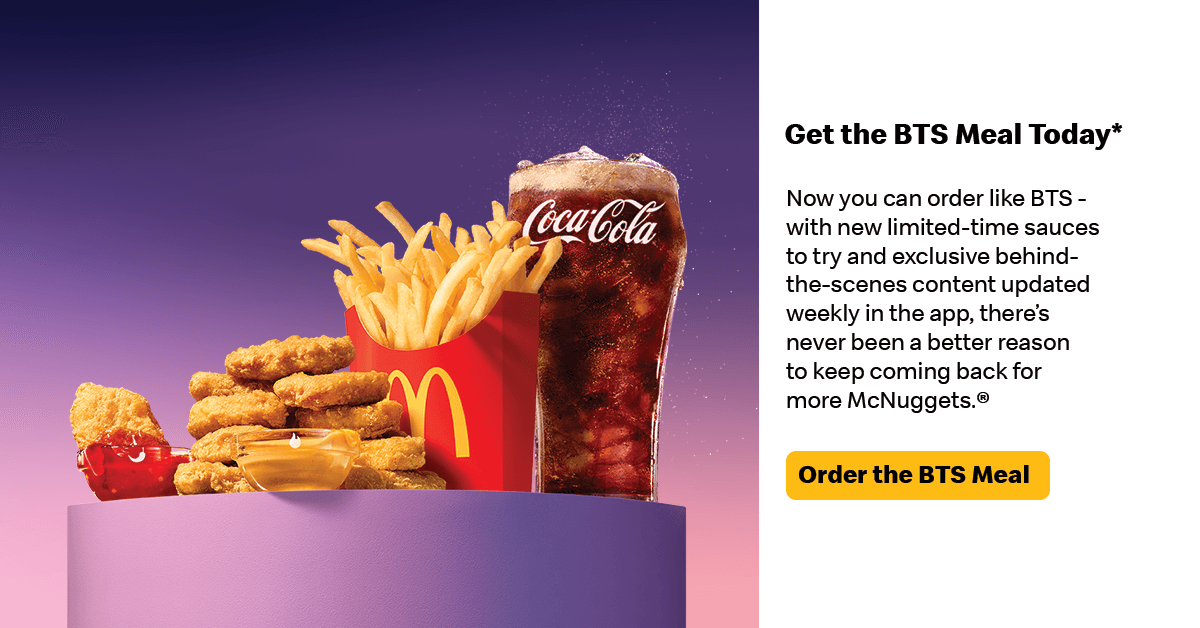 Coca-Cola
Get the BTS Meal Today*
Now you can order like BTS -
with new limited-time sauces
to try and exclusive behind-
the-scenes content updated
weekly in the app, there’s
never been a better reason
to keep coming back for
more McNuggets.®
Order the BTS Meal